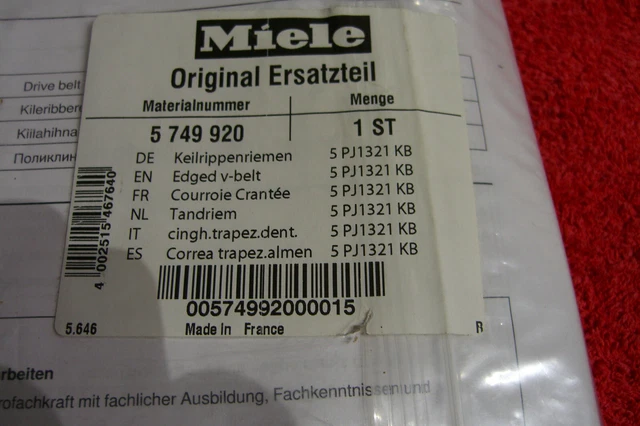 Miele
Original Ersatzteil
Materialnummer Menge
5 749 920 1 ST
DE Keilrippenriemen 5 PJ1321 KB
EN Edged v-belt 5 PJ1321 KB
FR Courroie Crantée 5 PJ1321 KB
NL Tandriem 5 PJ1321 KB
IT cingh.trapez.dent. 5 PJ1321 KB
ES Correa trapez.almen 5 PJ1321 KB
4 002515 467640
00574992000015
5.646 Made in France R
Drive belt
Kileribben
Kiilahihna
Поликлин
rbeiten
rofachkraft mit fachlicher Ausbildung, Fachkenntnissen und